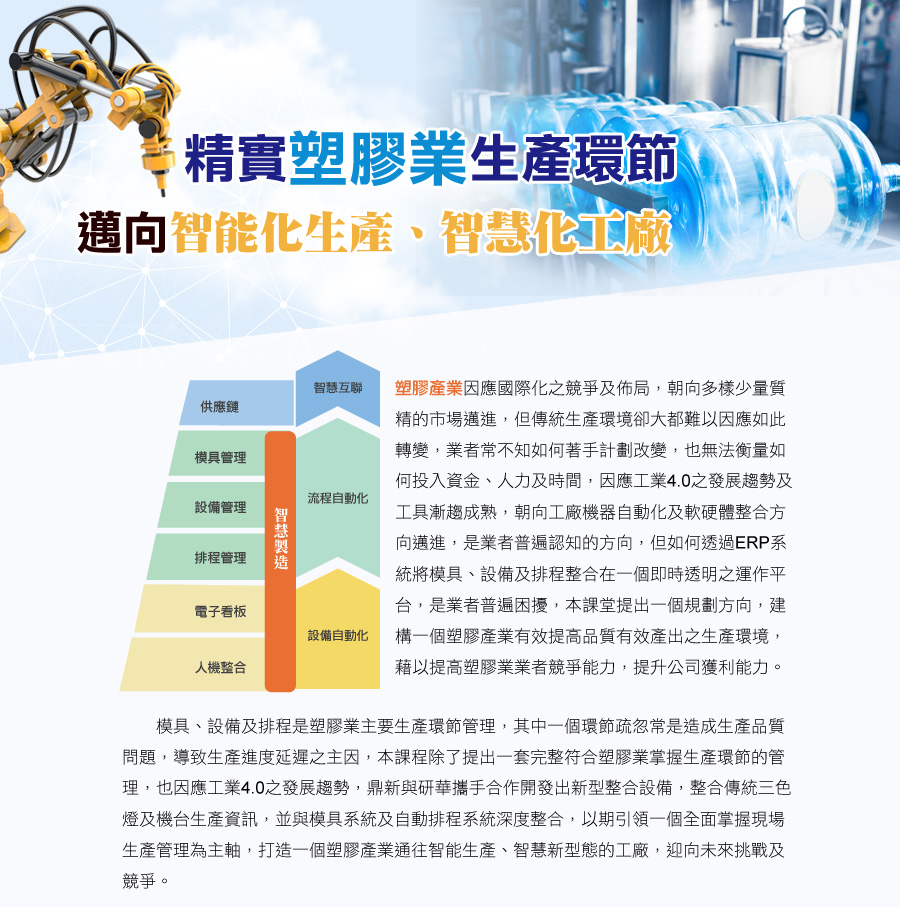 精實塑膠業生產環節
邁向智能化生產、智慧化工廠
供應鏈
模具管理
設備管理
排程管理
電子看板
人機整合
智慧製造
智慧互聯
流程自動化
設備自動化
塑膠產業因應國際化之競爭及佈局，朝向多樣少量質
精的市場邁進，但傳統生產環境卻大都難以因應如此
轉變，業者常不知如何著手計劃改變，也無法衡量如
何投入資金、人力及時間，因應工業4.0之發展趨勢及
工具漸趨成熟，朝向工廠機器自動化及軟硬體整合方
向邁進，是業者普遍認知的方向，但如何透過ERP系
統將模具、設備及排程整合在一個即時透明之運作平
台，是業者普遍困擾，本課堂提出一個規劃方向，建
構一個塑膠產業有效提高品質有效產出之生產環境，
藉以提高塑膠業業者競爭能力，提升公司獲利能力。
模具、設備及排程是塑膠業主要生產環節管理，其中一個環節疏忽常是造成生產品質
問題，導致生產進度延遲之主因，本課程除了提出一套完整符合塑膠業掌握生產環節的管
理，也因應工業4.0之發展趨勢，鼎新與研華攜手合作開發出新型整合設備，整合傳統三色
燈及機台生產資訊，並與模具系統及自動排程系統深度整合，以期引領一個全面掌握現場
生產管理為主軸，打造一個塑膠產業通往智能生產、智慧新型態的工廠，迎向未來挑戰及
競爭。